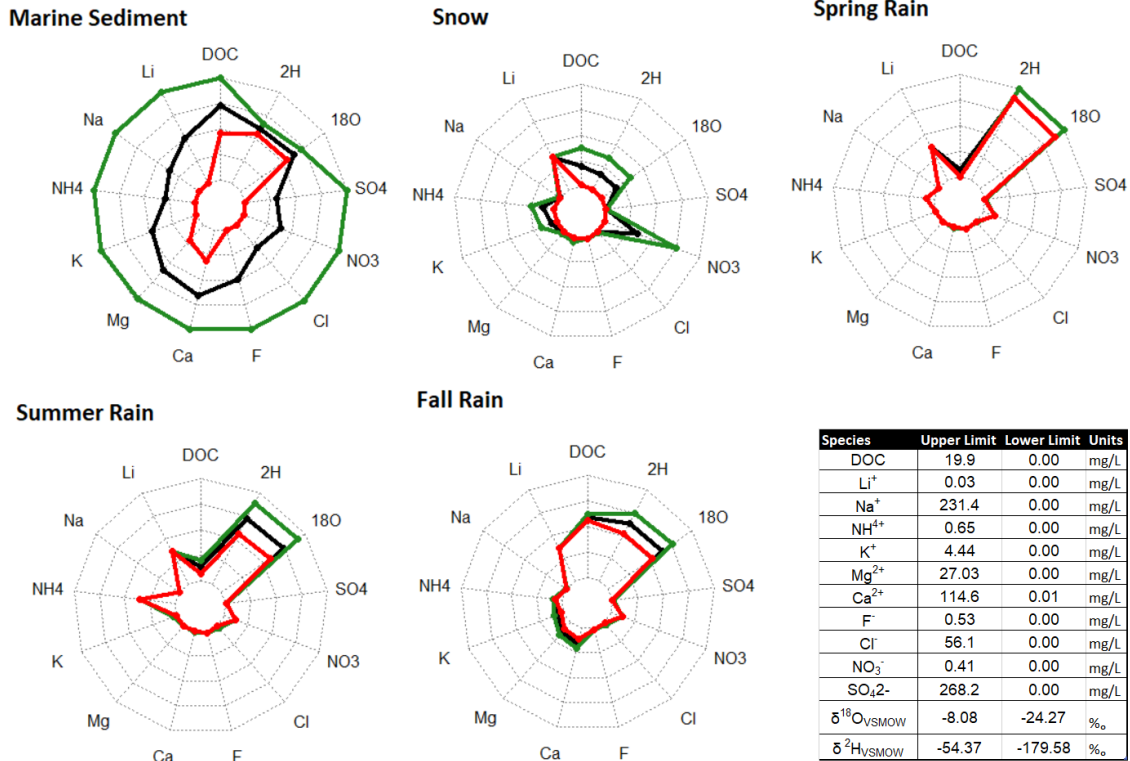 Marine Sediment
DOC
2H
18O
SO4
NO3
Cl
F
Ca
Mg
K
NH4
Na
Li
Snow
DOC
2H
18O
SO4
NO3
Cl
F
Ca
Mg
K
NH4
Na
Li
Spring Rain
DOC
2H
18O
SO4
NO3
Cl
F
Ca
Mg
K
NH4
Na
Li
Summer Rain
DOC
2H
18O
SO4
NO3
Cl
F
Ca
Mg
K
NH4
Na
Li
Fall Rain
DOC
2H
18O
SO4
NO3
Cl
F
Ca
Mg
K
NH4
Na
Li
Species Upper Limit Lower Limit Units
DOC 19.9 0.00 mg/L
Li⁺ 0.03 0.00 mg/L
Na⁺ 231.4 0.00 mg/L
NH⁴⁺ 0.65 0.00 mg/L
K⁺ 4.44 0.00 mg/L
Mg²⁺ 27.03 0.00 mg/L
Ca²⁺ 114.6 0.01 mg/L
F⁻ 0.53 0.00 mg/L
Cl⁻ 56.1 0.00 mg/L
NO₃⁻ 0.41 0.00 mg/L
SO₄2- 268.2 0.00 mg/L
δ¹⁸O_VSMOW -8.08 -24.27 ‰
δ²H_VSMOW -54.37 -179.58 ‰